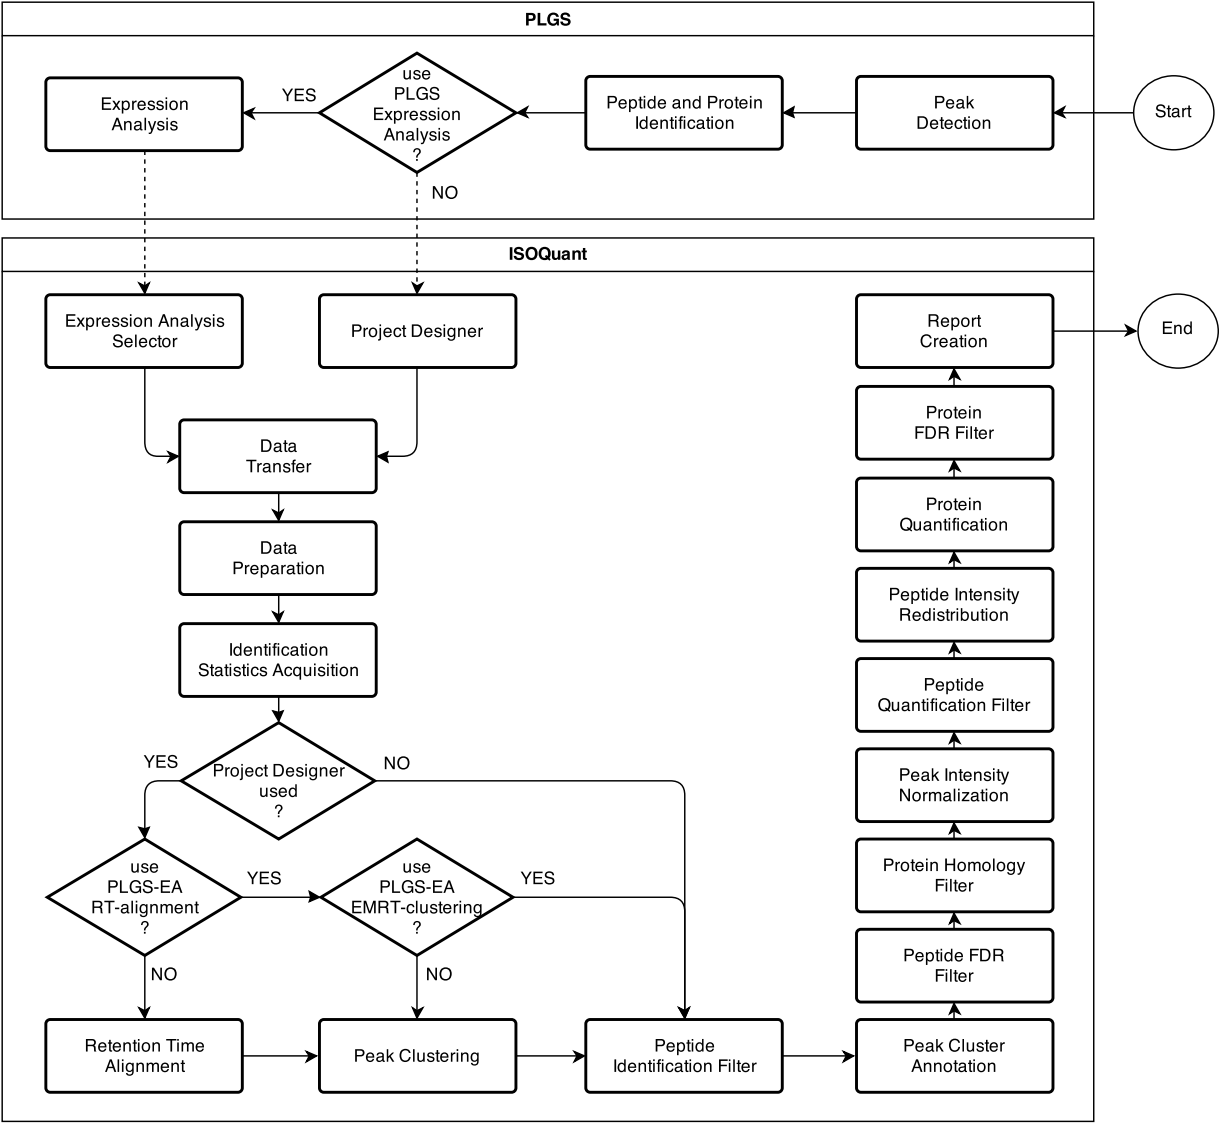 PLGS
Expression
Analysis
YES
use
PLGS
Expression
Analysis
?
NO
Peptide and Protein
Identification
Peak
Detection
Start
ISOQuant
Expression Analysis
Selector
Project Designer
Data
Transfer
Data
Preparation
Identification
Statistics Acquisition
YES
Project Designer
used
?
NO
use
PLGS-EA
RT-alignment
?
YES
NO
use
PLGS-EA
EMRT-clustering
?
YES
NO
Retention Time
Alignment
Peak Clustering
Peptide
Identification Filter
Peak Cluster
Annotation
Peptide FDR
Filter
Protein Homology
Filter
Peak Intensity
Normalization
Peptide
Quantification Filter
Peptide Intensity
Redistribution
Protein
Quantification
Protein
FDR Filter
Report
Creation
End